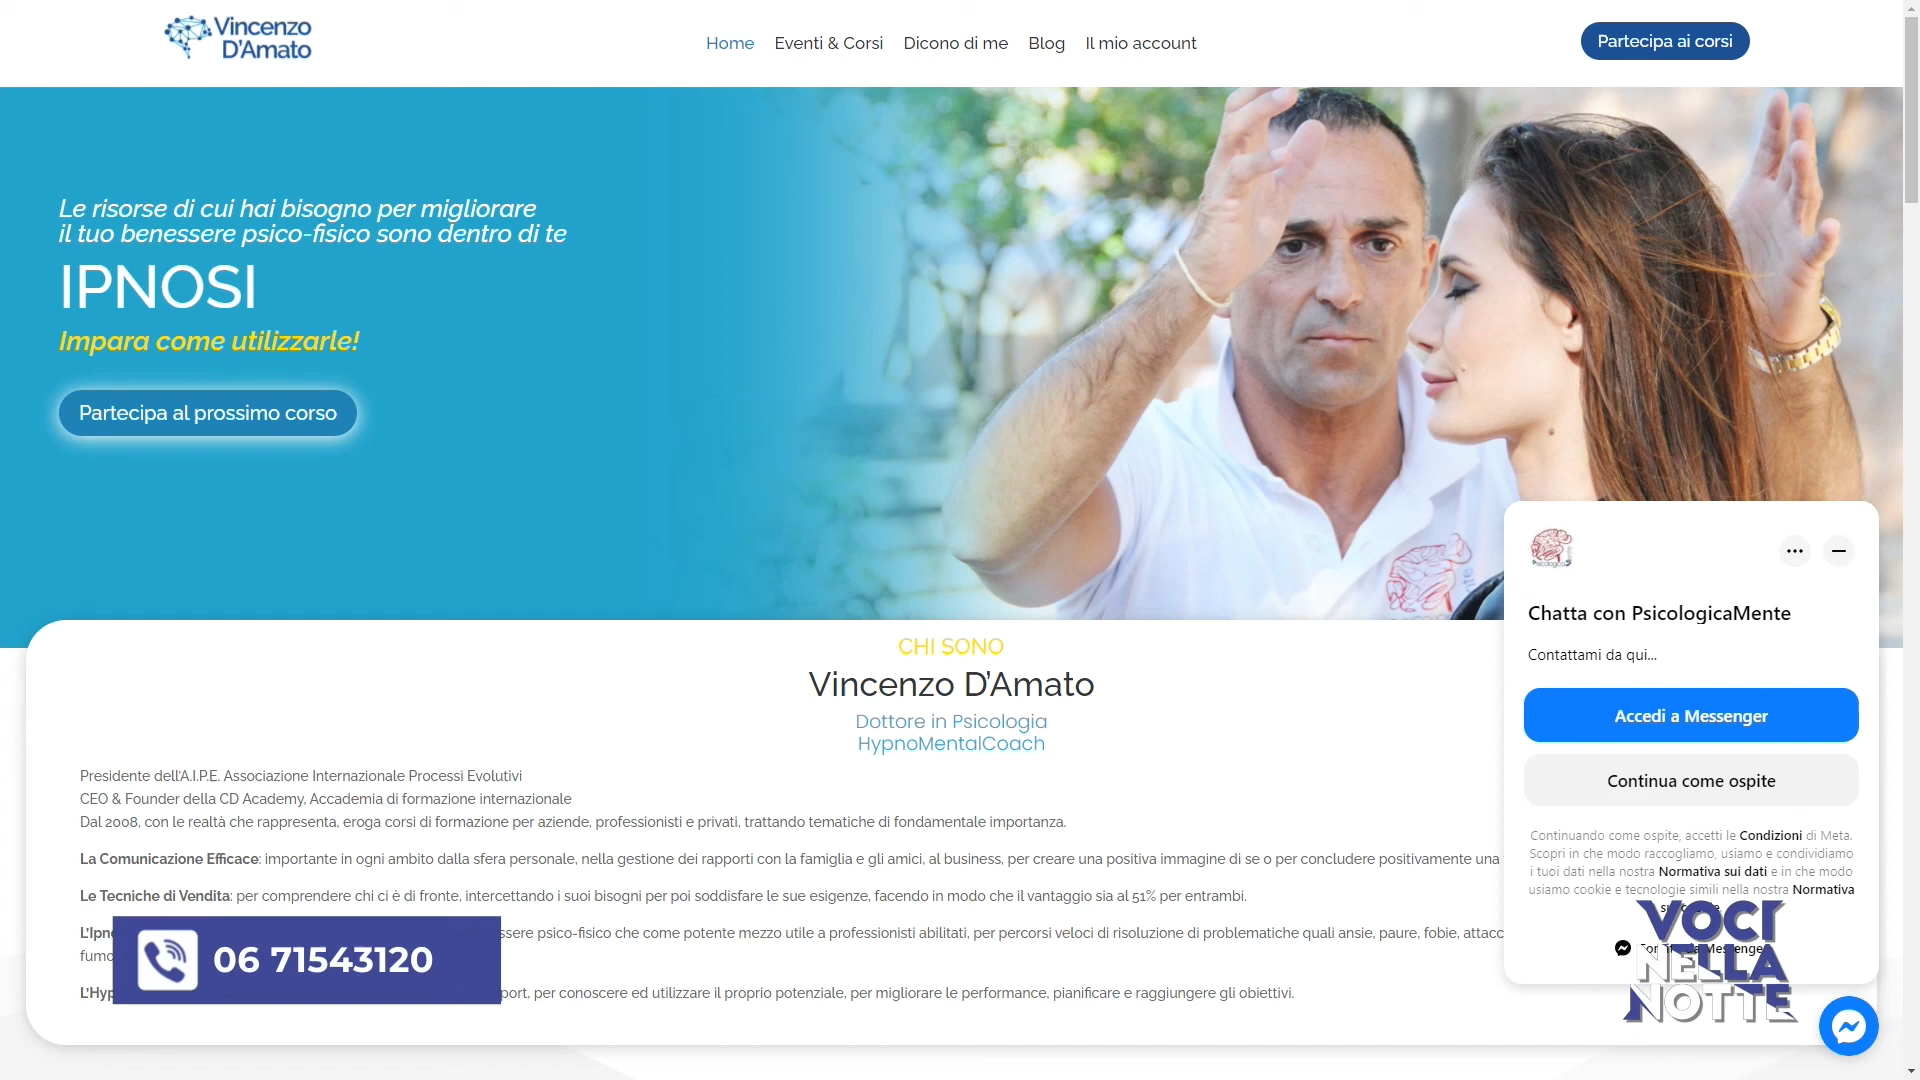 Vincenzo
D'Amato
Home
Eventi & Corsi
Dicono di me
Blog
Il mio account
Partecipa ai corsi
Le risorse di cui hai bisogno per migliorare
il tuo benessere psico-fisico sono dentro di te
IPNOSI
Impara come utilizzarle!
Partecipa al prossimo corso
CHI SONO
Vincenzo D’Amato
Dottore in Psicologia
HypnoMentalCoach
Presidente dell’A.I.P.E. Associazione Internazionale Processi Evolutivi
CEO & Founder della CD Academy, Accademia di formazione internazionale
Dal 2008, con le realtà che rappresenta, eroga corsi di formazione per aziende, professionisti e privati, trattando tematiche di fondamentale importanza.
La Comunicazione Efficace: importante in ogni ambito dalla sfera personale, nella gestione dei rapporti con la famiglia e gli amici, al business, per creare una positiva immagine di se o per concludere positivamente una
Le Tecniche di Vendita: per comprendere chi ci è di fronte, intercettando i suoi bisogni per poi soddisfare le sue esigenze, facendo in modo che il vantaggio sia al 51% per entrambi.
psico-fisico che come potente mezzo utile a professionisti abilitati, per percorsi veloci di risoluzione di problematiche quali ansie, paure, fobie,
per conoscere ed utilizzare il proprio potenziale, per migliorare le performance, pianificare e raggiungere gli obiettivi.
06 71543120
Chatta con PsicologicaMente
Contattami da qui...
Accedi a Messenger
Continua come ospite
Continuando come ospite, accetti le Condizioni di Meta.
Scopri in che modo raccogliamo, usiamo e condividiamo
i tuoi dati nella nostra Normativa sui dati e in che modo
usiamo cookie e tecnologie simili nella nostra Normativa
VOCI
NELLA
NOTTE